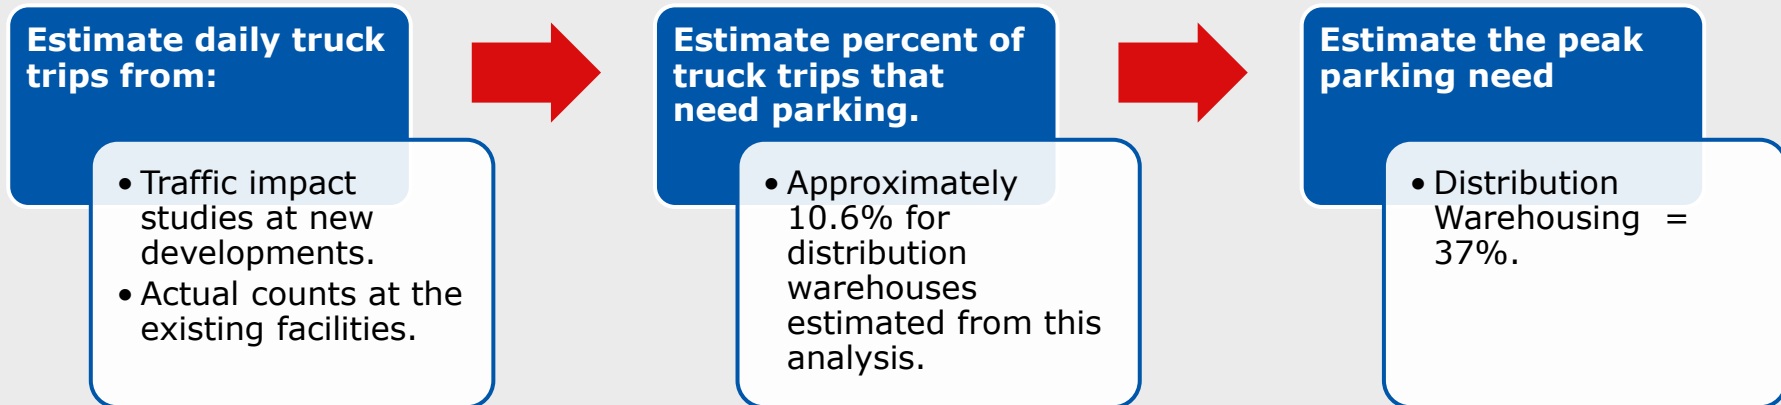 Estimate daily truck
trips from:
• Traffic impact
studies at new
developments.
• Actual counts at the
existing facilities.
Estimate percent of
truck trips that
need parking.
• Approximately
10.6% for
distribution
warehouses
estimated from this
analysis.
Estimate the peak
parking need
• Distribution
Warehousing =
37%.